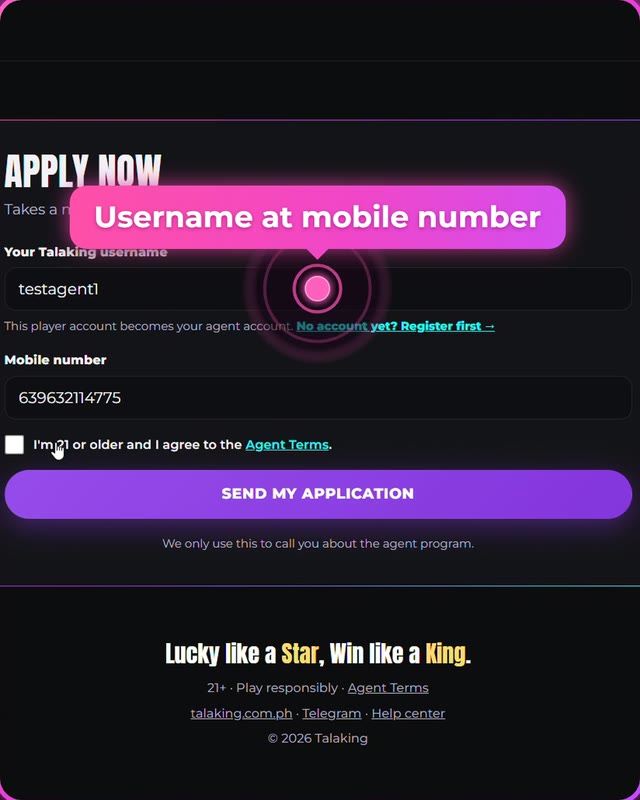 APPLY NOW
Username at mobile number
Takes a
Your Talaking username
testagent1
This player account becomes your agent account. No account yet? Register first →
Mobile number
639632114775
I'm 21 or older and I agree to the Agent Terms.
SEND MY APPLICATION
We only use this to call you about the agent program.
Lucky like a Star, Win like a King.
21+ · Play responsibly · Agent Terms
talaking.com.ph · Telegram · Help center
© 2026 Talaking